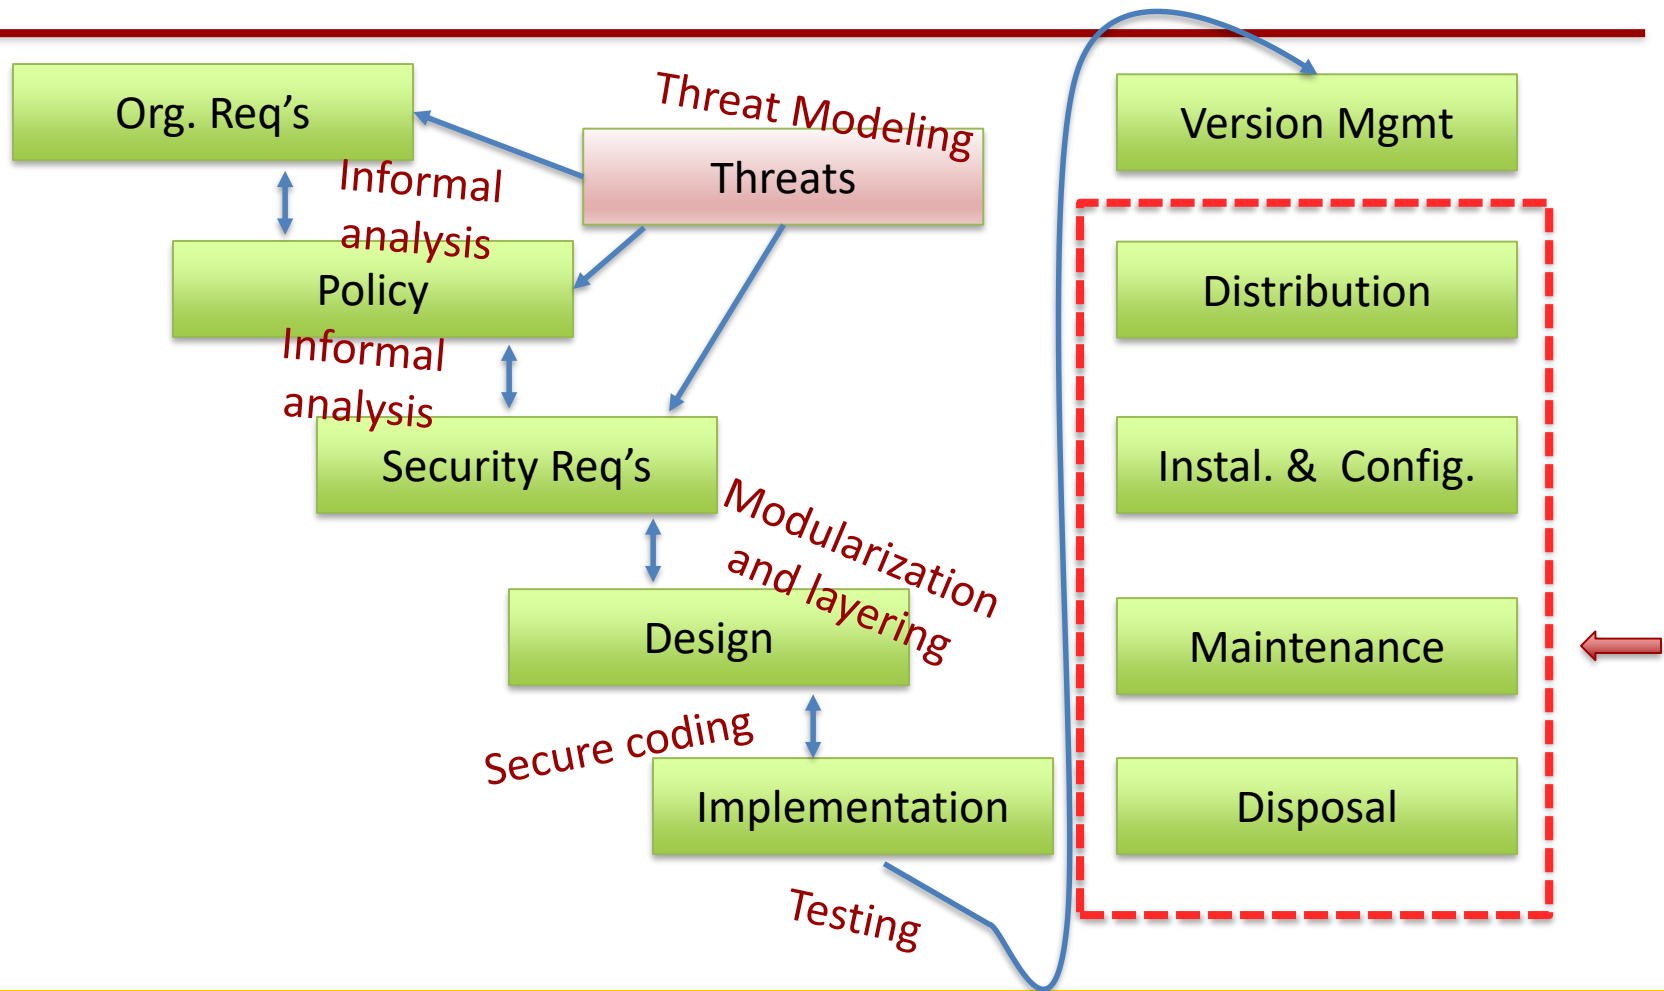 Org. Req's
Threat Modeling
Threats
Informal
analysis
Policy
Informal
analysis
Security Req's
Modularization
and layering
Design
Secure coding
Implementation
Testing
Version Mgmt
Distribution
Instal. & Config.
Maintenance
Disposal